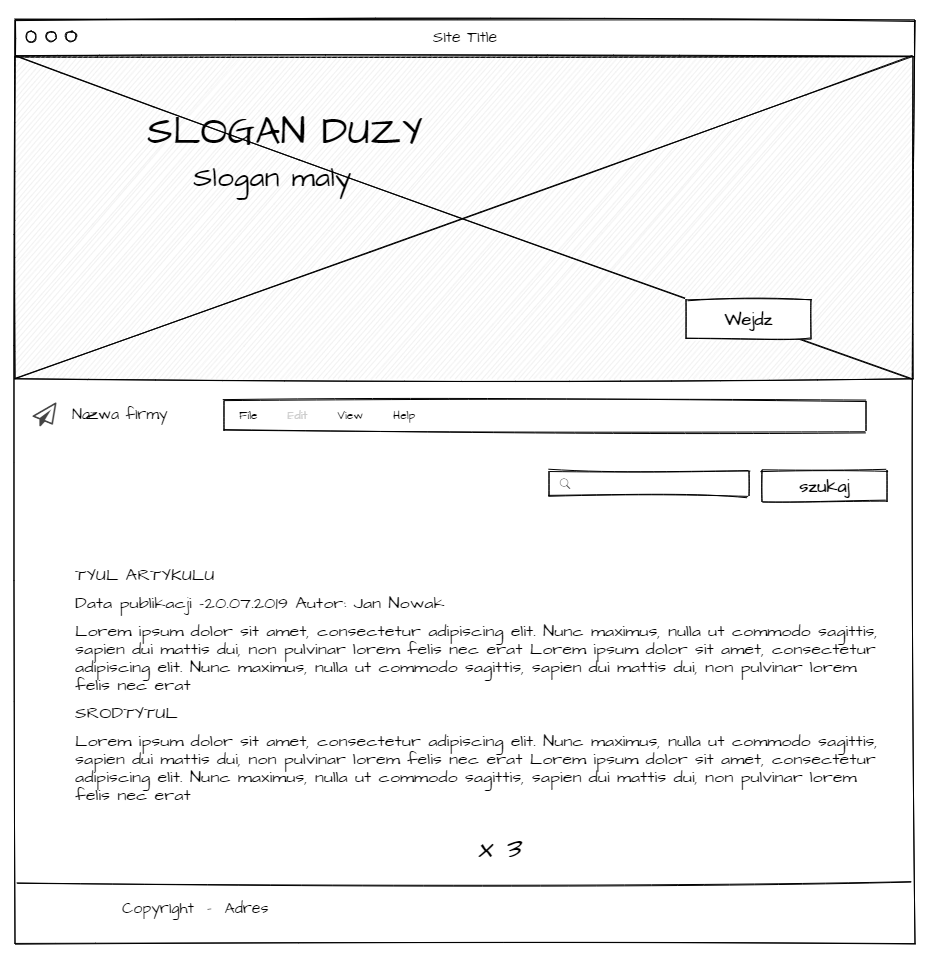 Site Title
SLOGAN DUZY
Slogan maly
Wejdz
Nazwa firmy
File Edit View Help
szukaj
TYUL ARTYKULU
Data publikacji -20.07.2019 Autor: Jan Nowak
Lorem ipsum dolor sit amet, consectetur adipiscing elit. Nunc maximus, nulla ut commodo sagittis,
sapien dui mattis dui, non pulvinar lorem felis nec erat Lorem ipsum dolor sit amet, consectetur
adipiscing elit. Nunc maximus, nulla ut commodo sagittis, sapien dui mattis dui, non pulvinar lorem
felis nec erat
SRODTYTUL
Lorem ipsum dolor sit amet, consectetur adipiscing elit. Nunc maximus, nulla ut commodo sagittis,
sapien dui mattis dui, non pulvinar lorem felis nec erat Lorem ipsum dolor sit amet, consectetur
adipiscing elit. Nunc maximus, nulla ut commodo sagittis, sapien dui mattis dui, non pulvinar lorem
felis nec erat
x 3
Copyright - Adres